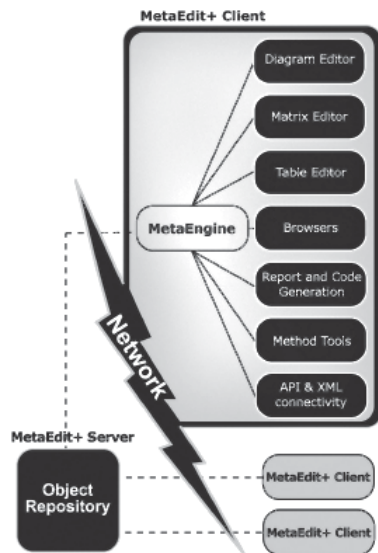 MetaEdit+ Client
Diagram Editor
Matrix Editor
Table Editor
MetaEngine
Browsers
Report and Code
Generation
Method Tools
API & XML
connectivity
Network
MetaEdit+ Server
Object
Repository
MetaEdit+ Client
MetaEdit+ Client